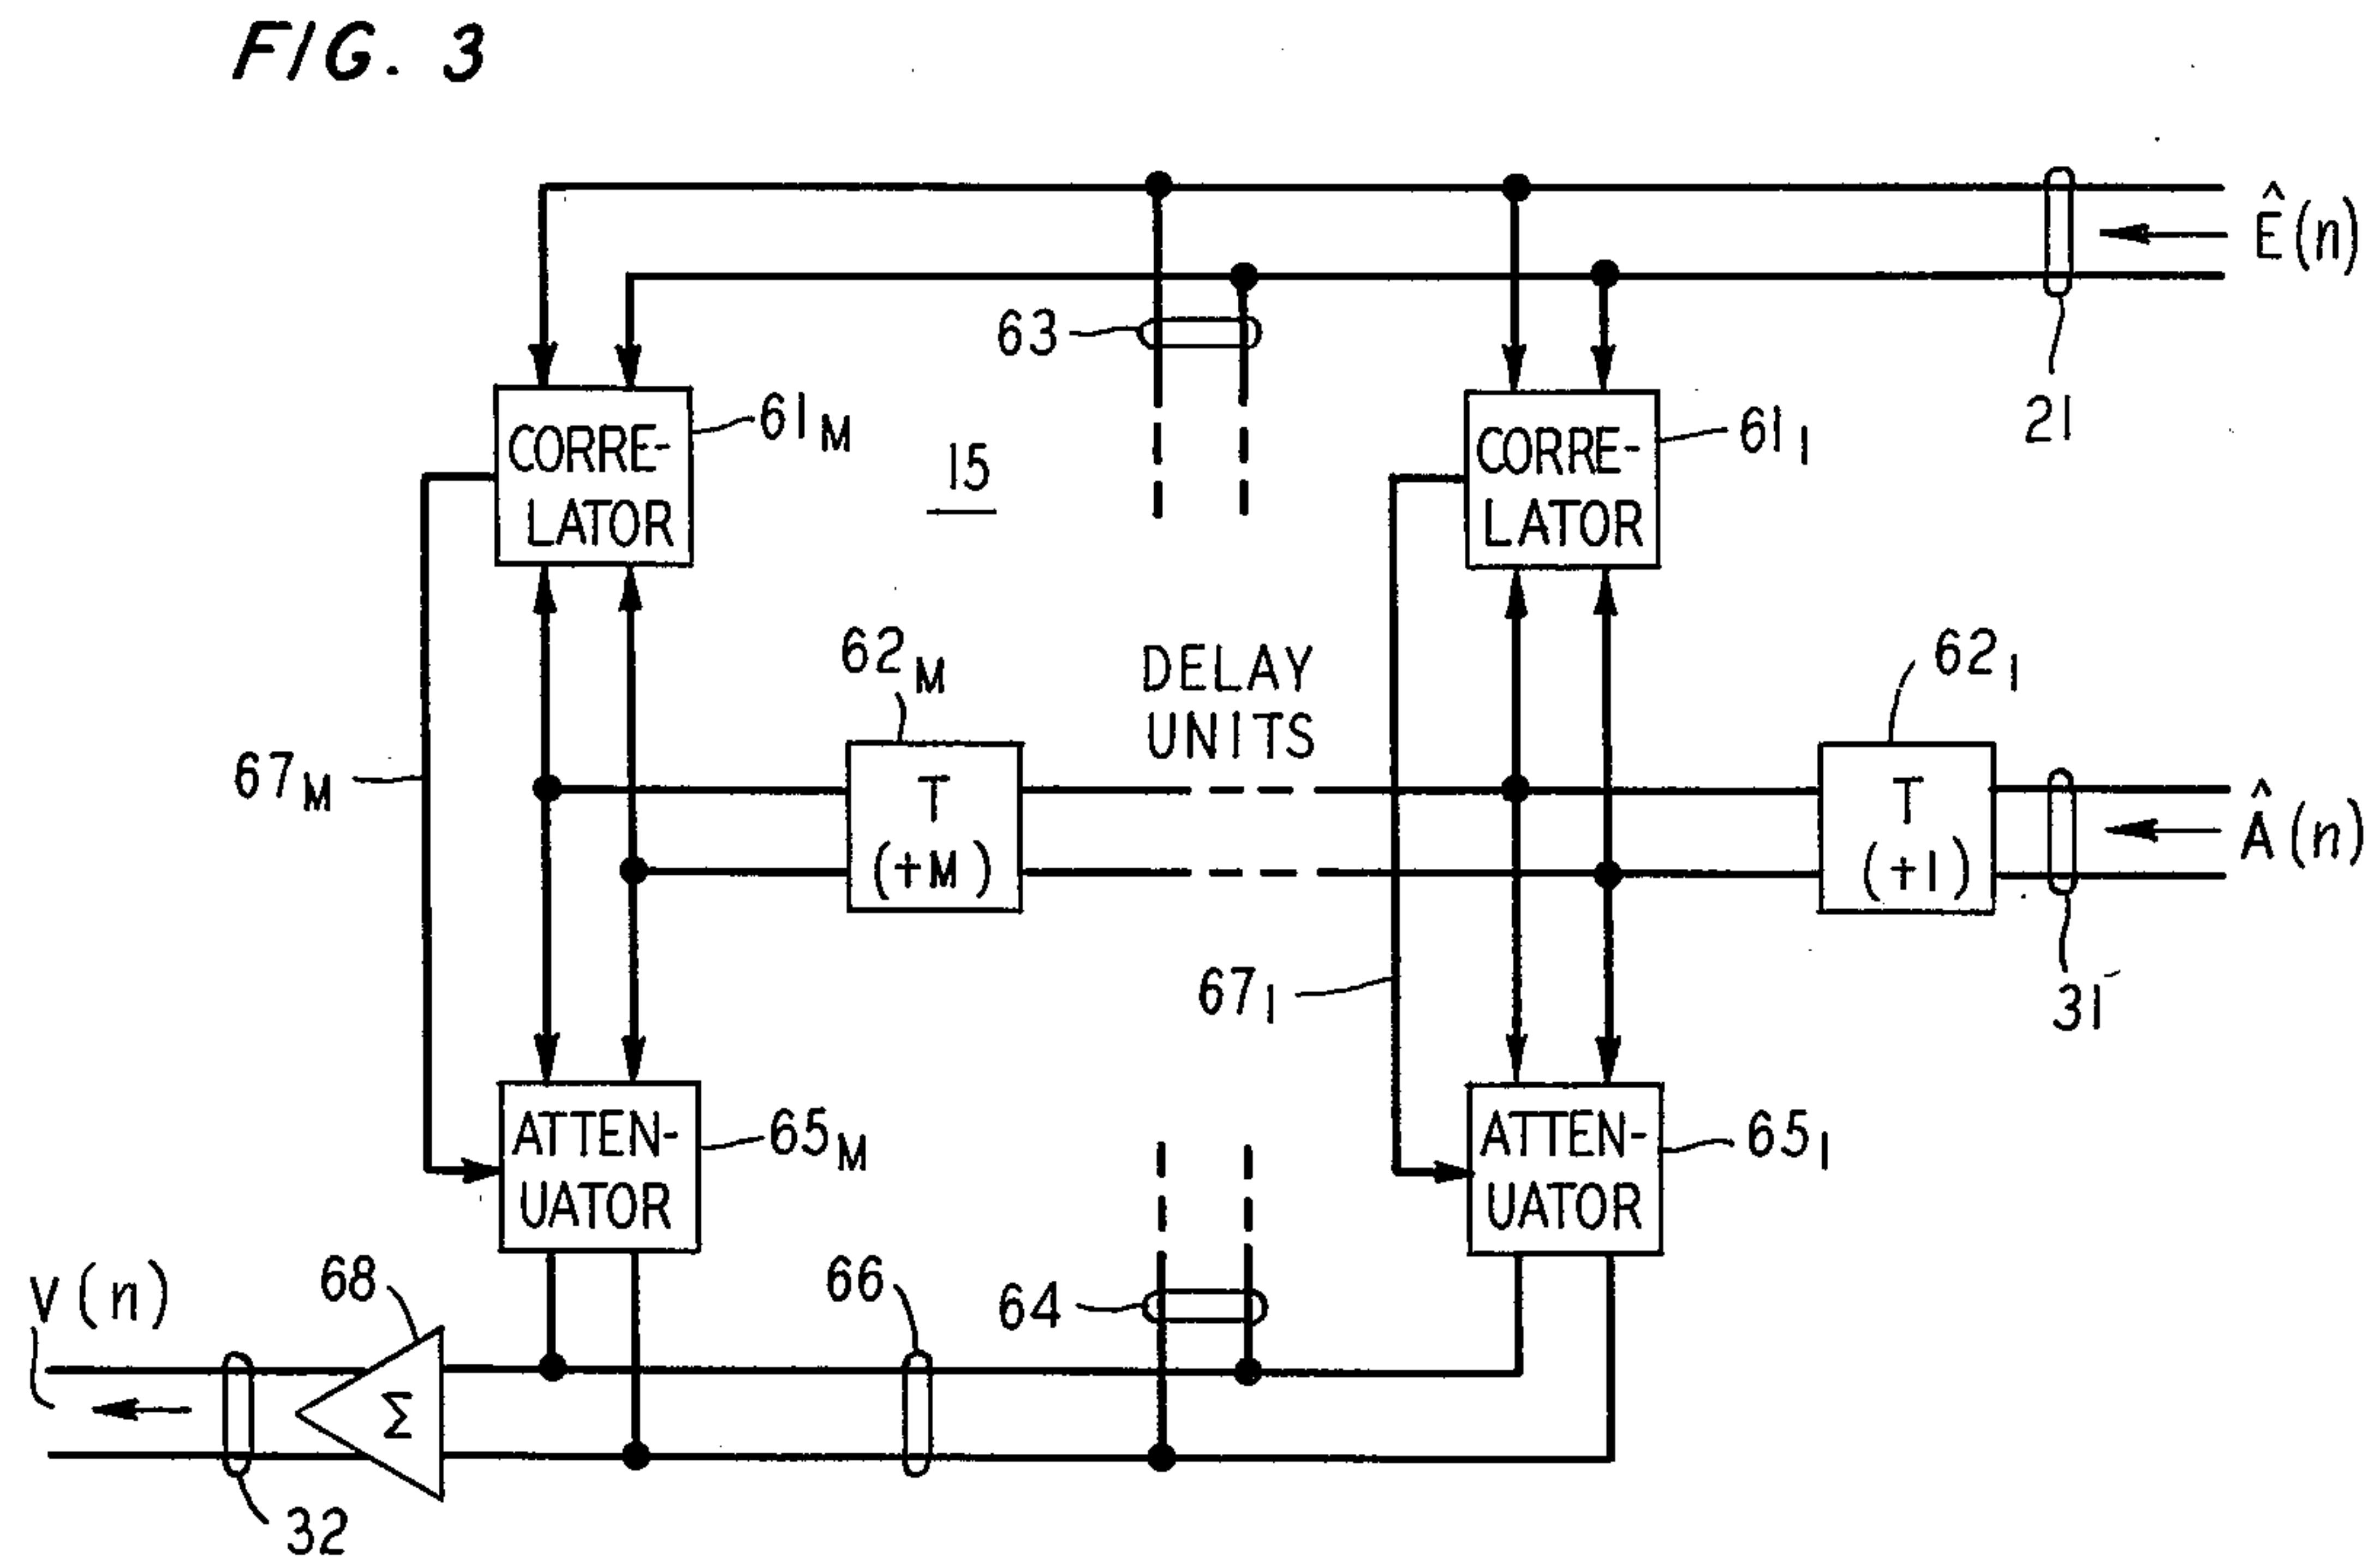 FIG. 3
Ê(n)
21
63
61M
CORRE-
LATOR
15
611
CORRE-
LATOR
62M
DELAY
UNITS
621
67M
T
(+M)
T
(+1)
Â(n)
671
31
ATTEN-
UATOR
65M
ATTEN-
UATOR
651
V(n)
68
66
64
Σ
32